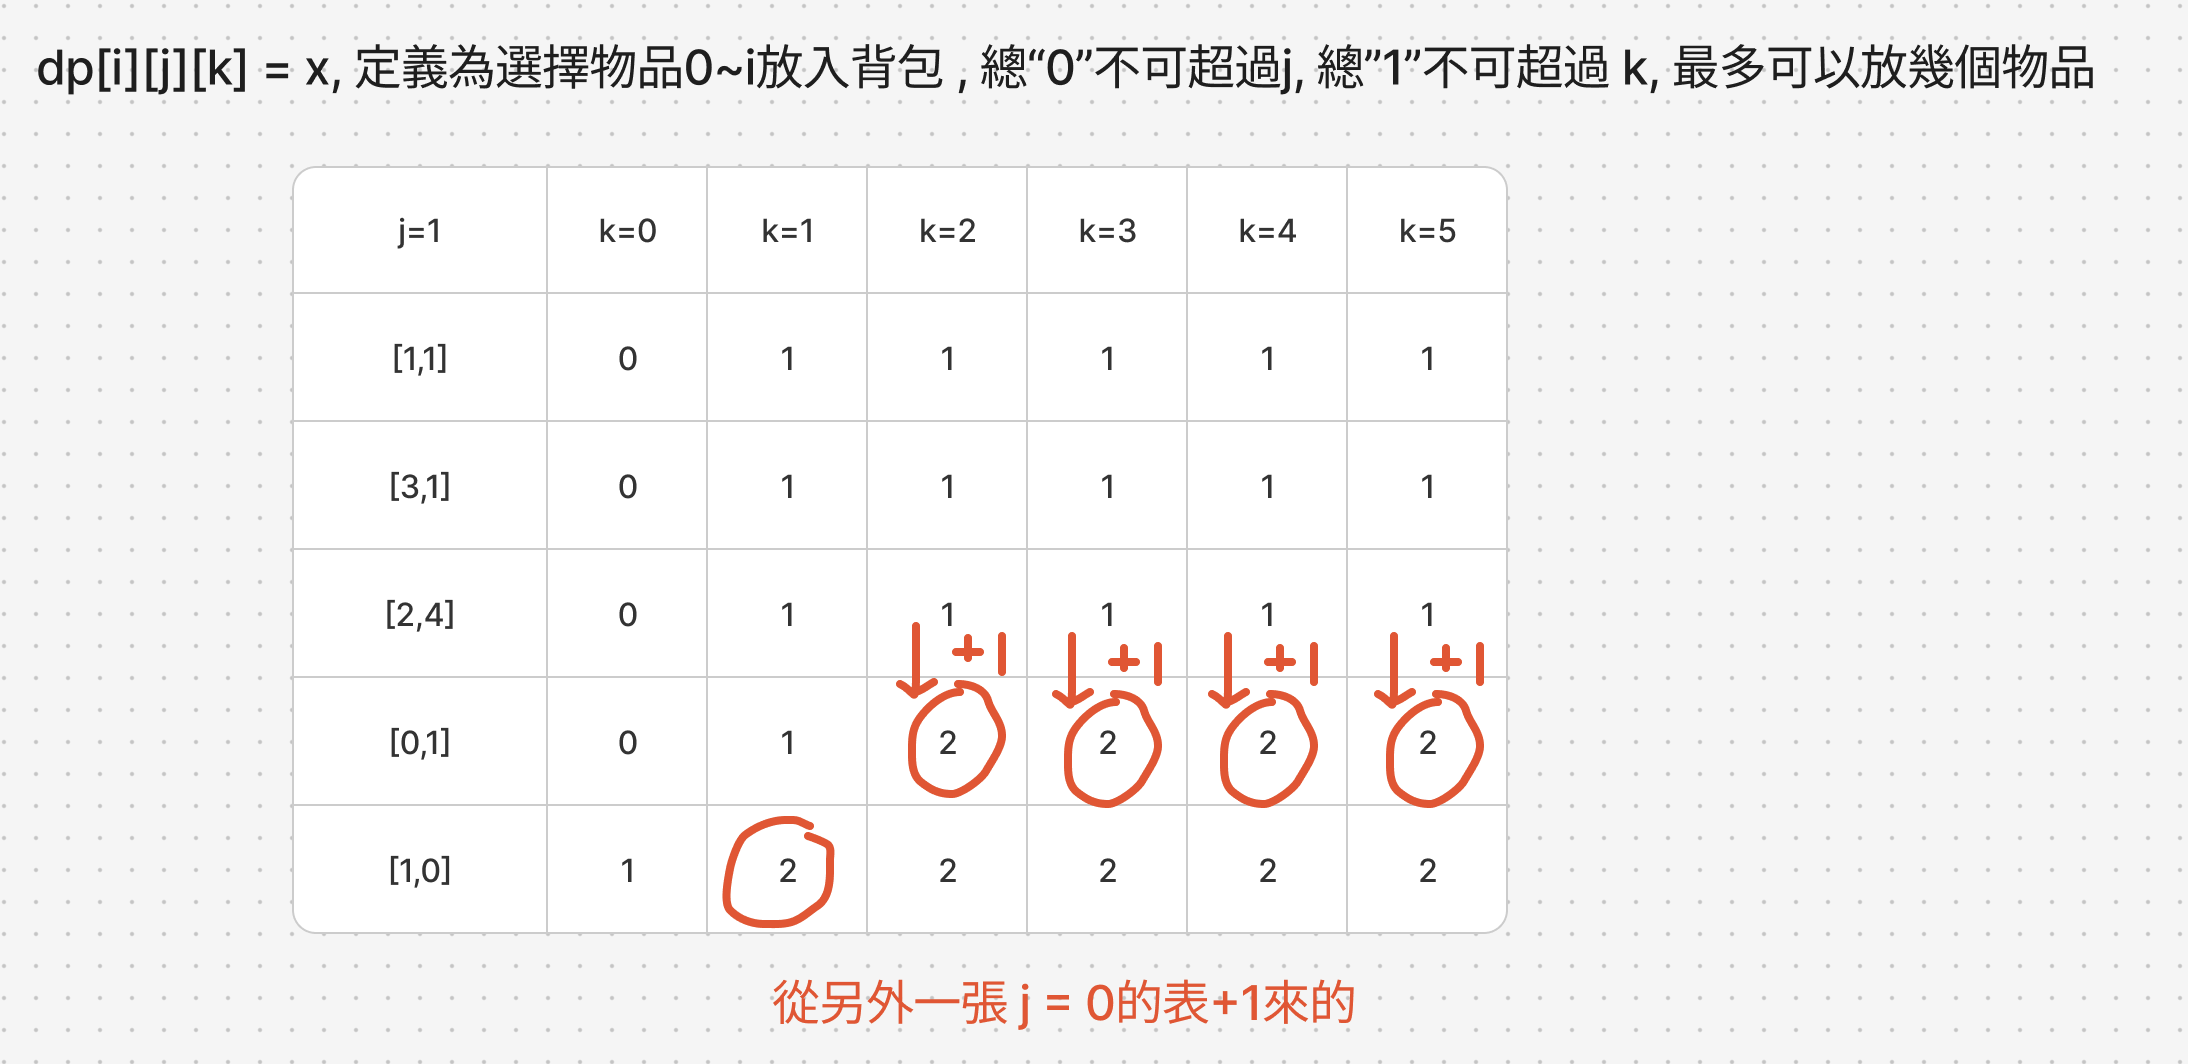 dp[i][j][k] = x, 定義為選擇物品0~i放入背包 , 總“0”不可超過j, 總”1”不可超過 k, 最多可以放幾個物品
j=1 k=0 k=1 k=2 k=3 k=4 k=5
[1,1] 0 1 1 1 1 1
[3,1] 0 1 1 1 1 1
[2,4] 0 1 1 1 1 1
+1 +1 +1 +1
[0,1] 0 1 2 2 2 2
[1,0] 1 2 2 2 2 2
從另外一張 j = 0的表+1來的